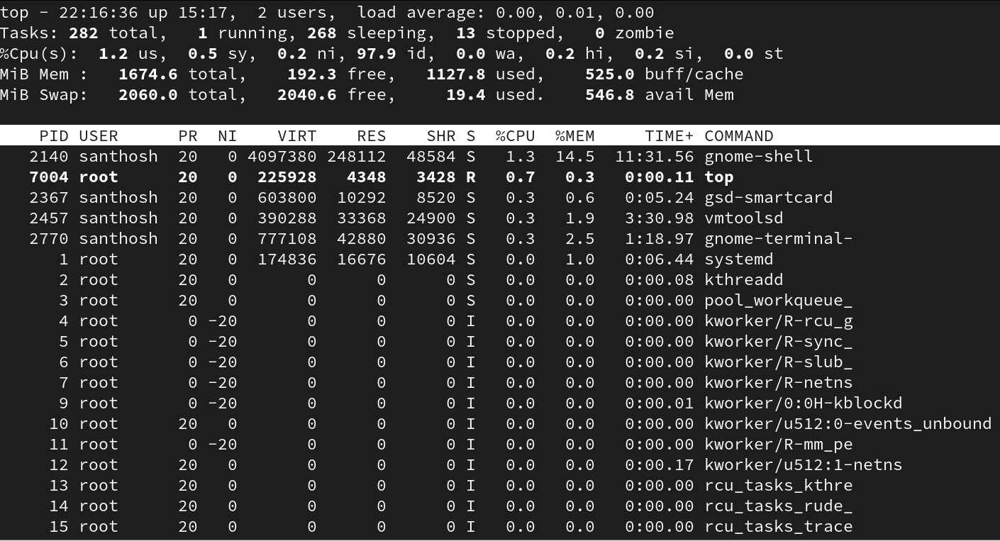 top - 22:16:36 up 15:17,  2 users,  load average: 0.00, 0.01, 0.00
Tasks: 282 total,   1 running, 268 sleeping,  13 stopped,   0 zombie
%Cpu(s):  1.2 us,  0.5 sy,  0.2 ni, 97.9 id,  0.0 wa,  0.2 hi,  0.2 si,  0.0 st
MiB Mem :   1674.6 total,    192.3 free,   1127.8 used,    525.0 buff/cache
MiB Swap:   2060.0 total,   2040.6 free,     19.4 used.    546.8 avail Mem
    PID USER      PR  NI    VIRT    RES    SHR S  %CPU  %MEM     TIME+ COMMAND
   2140 santhosh  20   0 4097380 248112  48584 S   1.3  14.5  11:31.56 gnome-shell
   7004 root      20   0  225928   4348   3428 R   0.7   0.3   0:00.11 top
   2367 santhosh  20   0  603800  10292   8520 S   0.3   0.6   0:05.24 gsd-smartcard
   2457 santhosh  20   0  390288  33368  24900 S   0.3   1.9   3:30.98 vmtoolsd
   2770 santhosh  20   0  777108  42880  30936 S   0.3   2.5   1:18.97 gnome-terminal-
      1 root      20   0  174836  16676  10604 S   0.0   1.0   0:06.44 systemd
      2 root      20   0       0      0      0 S   0.0   0.0   0:00.08 kthreadd
      3 root      20   0       0      0      0 S   0.0   0.0   0:00.00 pool_workqueue_
      4 root       0 -20       0      0      0 I   0.0   0.0   0:00.00 kworker/R-rcu_g
      5 root       0 -20       0      0      0 I   0.0   0.0   0:00.00 kworker/R-sync_
      6 root       0 -20       0      0      0 I   0.0   0.0   0:00.00 kworker/R-slub_
      7 root       0 -20       0      0      0 I   0.0   0.0   0:00.00 kworker/R-netns
      9 root       0 -20       0      0      0 I   0.0   0.0   0:00.01 kworker/0:0H-kblockd
     10 root      20   0       0      0      0 I   0.0   0.0   0:00.00 kworker/u512:0-events_unbound
     11 root       0 -20       0      0      0 I   0.0   0.0   0:00.00 kworker/R-mm_pe
     12 root      20   0       0      0      0 I   0.0   0.0   0:00.17 kworker/u512:1-netns
     13 root      20   0       0      0      0 I   0.0   0.0   0:00.00 rcu_tasks_kthre
     14 root      20   0       0      0      0 I   0.0   0.0   0:00.00 rcu_tasks_rude_
     15 root      20   0       0      0      0 I   0.0   0.0   0:00.00 rcu_tasks_trace